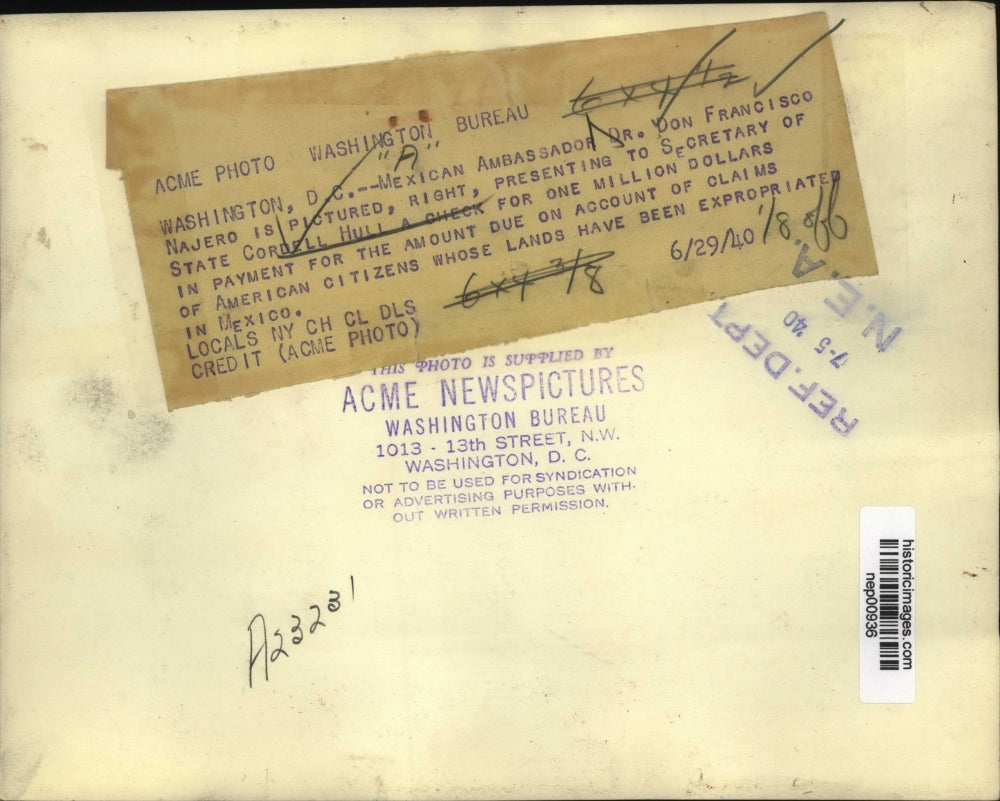 6 x 4 1/2
ACME PHOTO WASHINGTON BUREAU
"A"
WASHINGTON, D.C.--MEXICAN AMBASSADOR DR. DON FRANCISCO
NAJERO IS PICTURED, RIGHT, PRESENTING TO SECRETARY OF
STATE CORDELL HULL A CHECK FOR ONE MILLION DOLLARS
IN PAYMENT FOR THE AMOUNT DUE ON ACCOUNT OF CLAIMS
OF AMERICAN CITIZENS WHOSE LANDS HAVE BEEN EXPROPRIATED
IN MEXICO.
6/29/40
LOCALS NY CH CL DLS
CREDIT (ACME PHOTO)
6 x 4 3/8
THIS PHOTO IS SUPPLIED BY
ACME NEWSPICTURES
WASHINGTON BUREAU
1013 - 13th STREET, N.W.
WASHINGTON, D. C.
NOT TO BE USED FOR SYNDICATION
OR ADVERTISING PURPOSES WITH-
OUT WRITTEN PERMISSION.
N.E.A.
7-5 '40
REF. DEPT
A23231
historicimages.com
nep00936